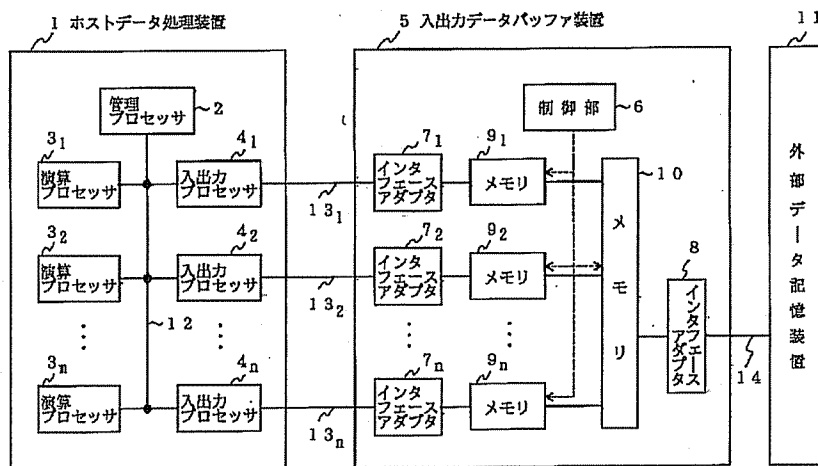 1 ホストデータ処理装置
5 入出力データバッファ装置
11
管理
プロセッサ
2
制御部
6
3₁
演算
プロセッサ
4₁
入出力
プロセッサ
13₁
7₁
インタ
フェース
アダプタ
9₁
メモリ
10
メモリ
外部データ記憶装置
3₂
演算
プロセッサ
4₂
入出力
プロセッサ
13₂
7₂
インタ
フェース
アダプタ
9₂
メモリ
8
インタフェース
アダプタ
12
14
3n
演算
プロセッサ
4n
入出力
プロセッサ
13n
7n
インタ
フェース
アダプタ
9n
メモリ